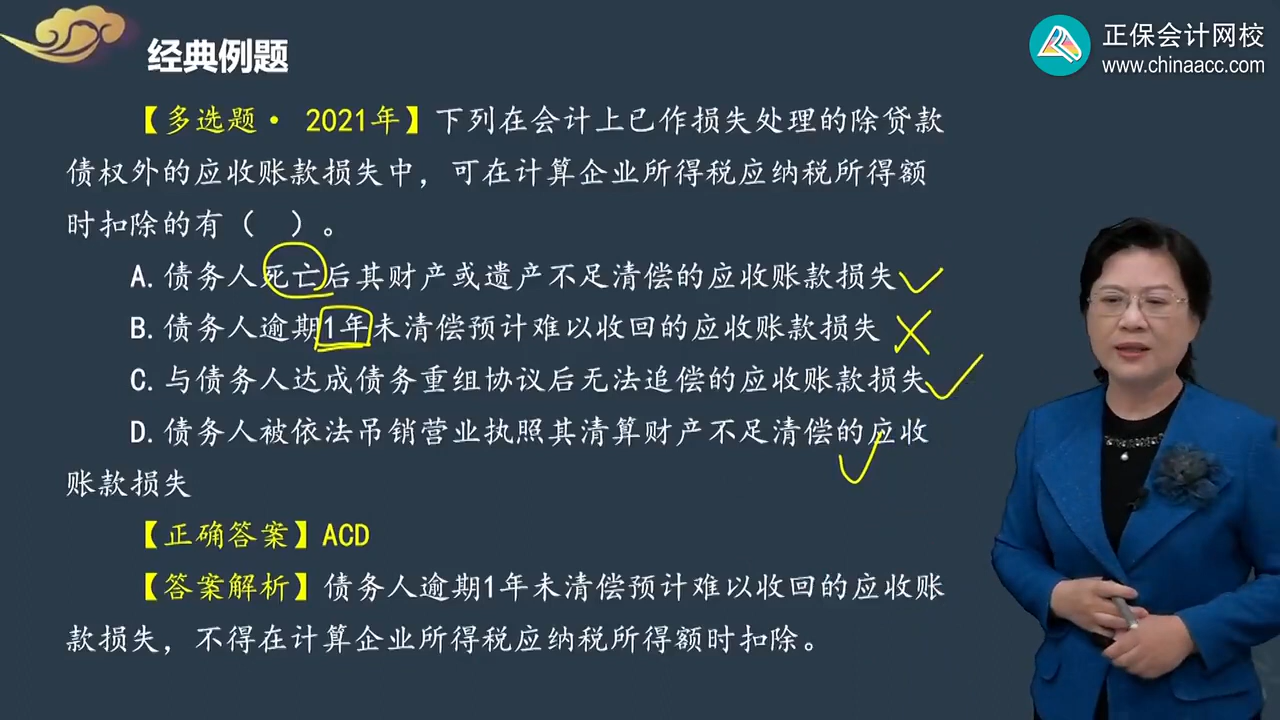 经典例题
正保会计网校
www.chinaacc.com
【多选题· 2021年】下列在会计上已作损失处理的除贷款
债权外的应收账款损失中，可在计算企业所得税应纳税所得额
时扣除的有（ ）。
A.债务人死亡后其财产或遗产不足清偿的应收账款损失
B.债务人逾期1年未清偿预计难以收回的应收账款损失
C.与债务人达成债务重组协议后无法追偿的应收账款损失
D.债务人被依法吊销营业执照其清算财产不足清偿的应收
账款损失
【正确答案】ACD
【答案解析】债务人逾期1年未清偿预计难以收回的应收账
款损失，不得在计算企业所得税应纳税所得额时扣除。